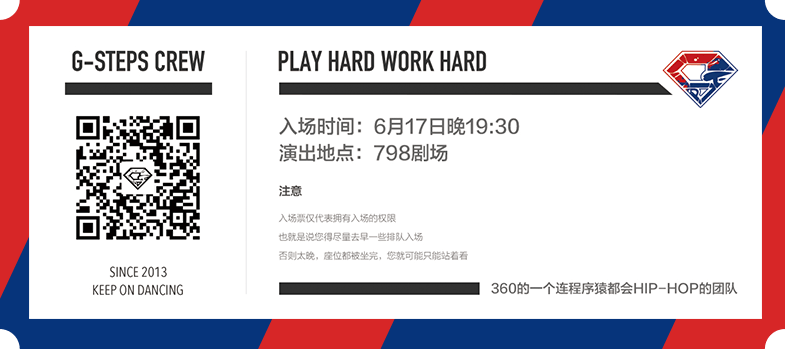 G-STEPS CREW
SINCE 2013
KEEP ON DANCING
PLAY HARD WORK HARD
入场时间：6月17日晚19:30
演出地点：798剧场
注意
入场票仅代表拥有入场的权限
也就是说您得尽量去早一些排队入场
否则太晚，座位都被坐完，您就可能只能站着看
360的一个连程序猿都会HIP-HOP的团队